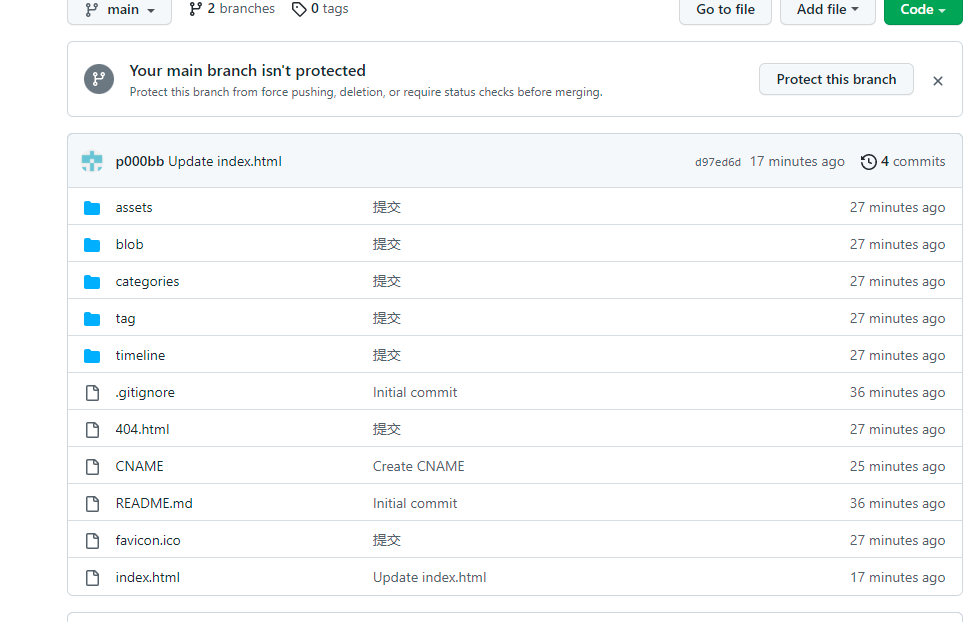 main 2 branches 0 tags Go to file Add file Code
Your main branch isn't protected
Protect this branch from force pushing, deletion, or require status checks before merging.
Protect this branch
p000bb Update index.html d97ed6d 17 minutes ago 4 commits
assets 提交 27 minutes ago
blob 提交 27 minutes ago
categories 提交 27 minutes ago
tag 提交 27 minutes ago
timeline 提交 27 minutes ago
.gitignore Initial commit 36 minutes ago
404.html 提交 27 minutes ago
CNAME Create CNAME 25 minutes ago
README.md Initial commit 36 minutes ago
favicon.ico 提交 27 minutes ago
index.html Update index.html 17 minutes ago